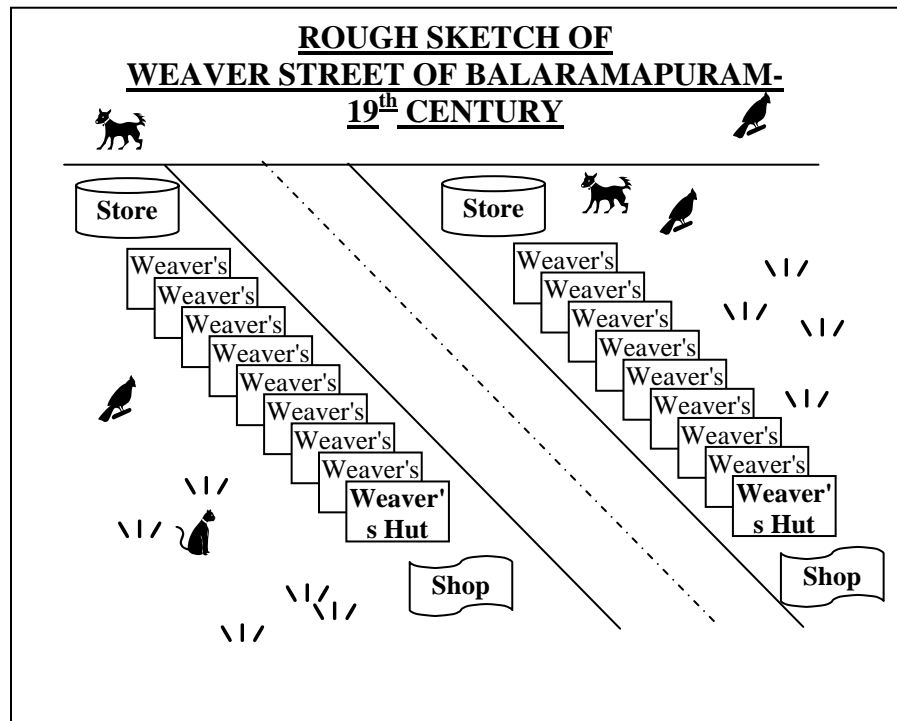 ROUGH SKETCH OF
WEAVER STREET OF BALARAMAPURAM-
19th CENTURY
Store
Store
Weaver's
Weaver's
Weaver's
Weaver's
Weaver's
Weaver's
Weaver's
Weaver's
Weaver'
s Hut
Weaver's
Weaver's
Weaver's
Weaver's
Weaver's
Weaver's
Weaver's
Weaver's
Weaver'
s Hut
Shop
Shop